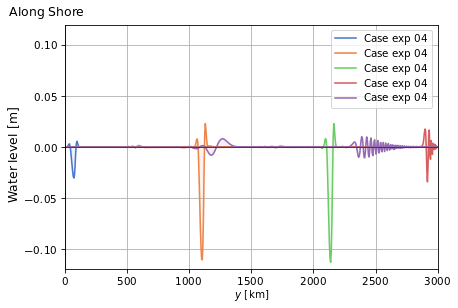 Along Shore
Case exp 04
Case exp 04
Case exp 04
Case exp 04
Case exp 04
Water level [m]
0.10
0.05
0.00
−0.05
−0.10
0 500 1000 1500 2000 2500 3000
y [km]